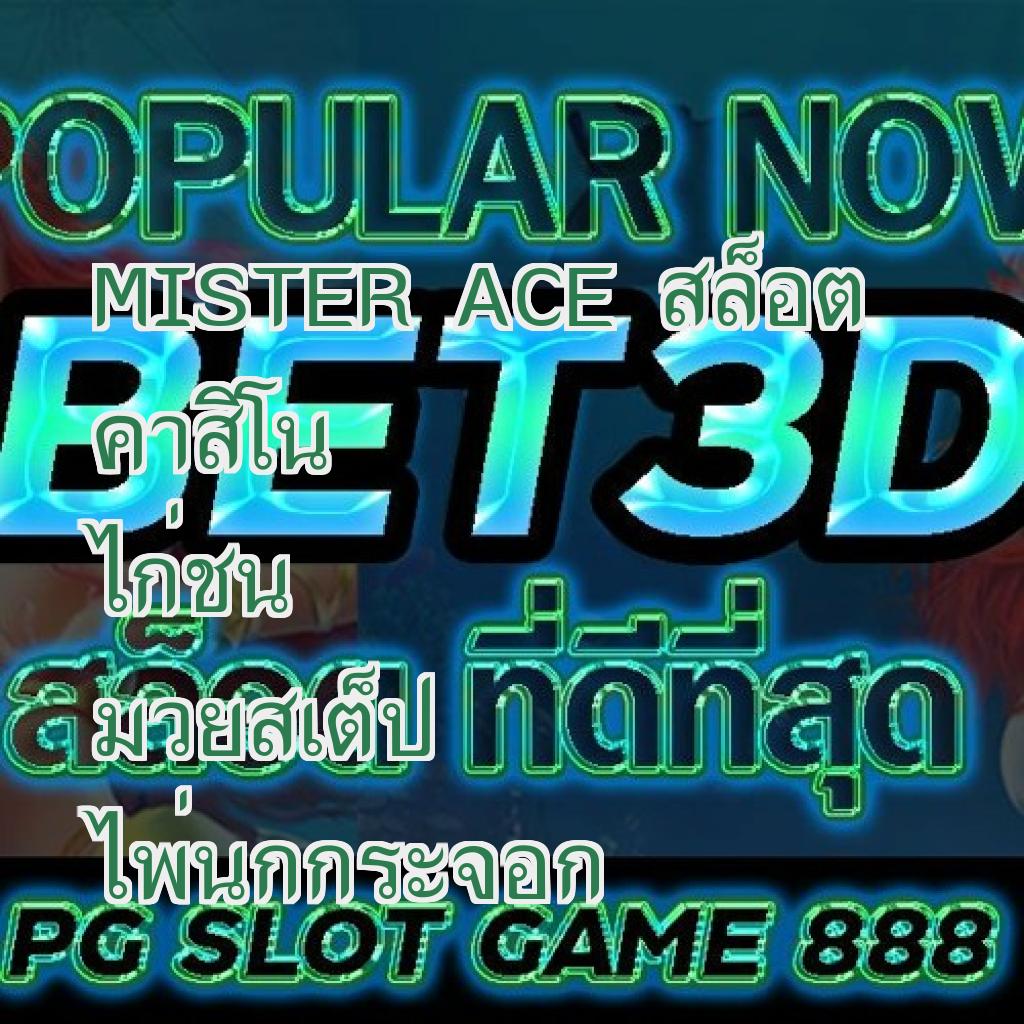 POPULAR NOW
MISTER ACE สล็อต
BET3D
คาสิโน
ไก่ชน
สล็อต ที่ดีที่สุด
มวยสเต็ป
ไพ่นกกระจอก
PG SLOT GAME 888